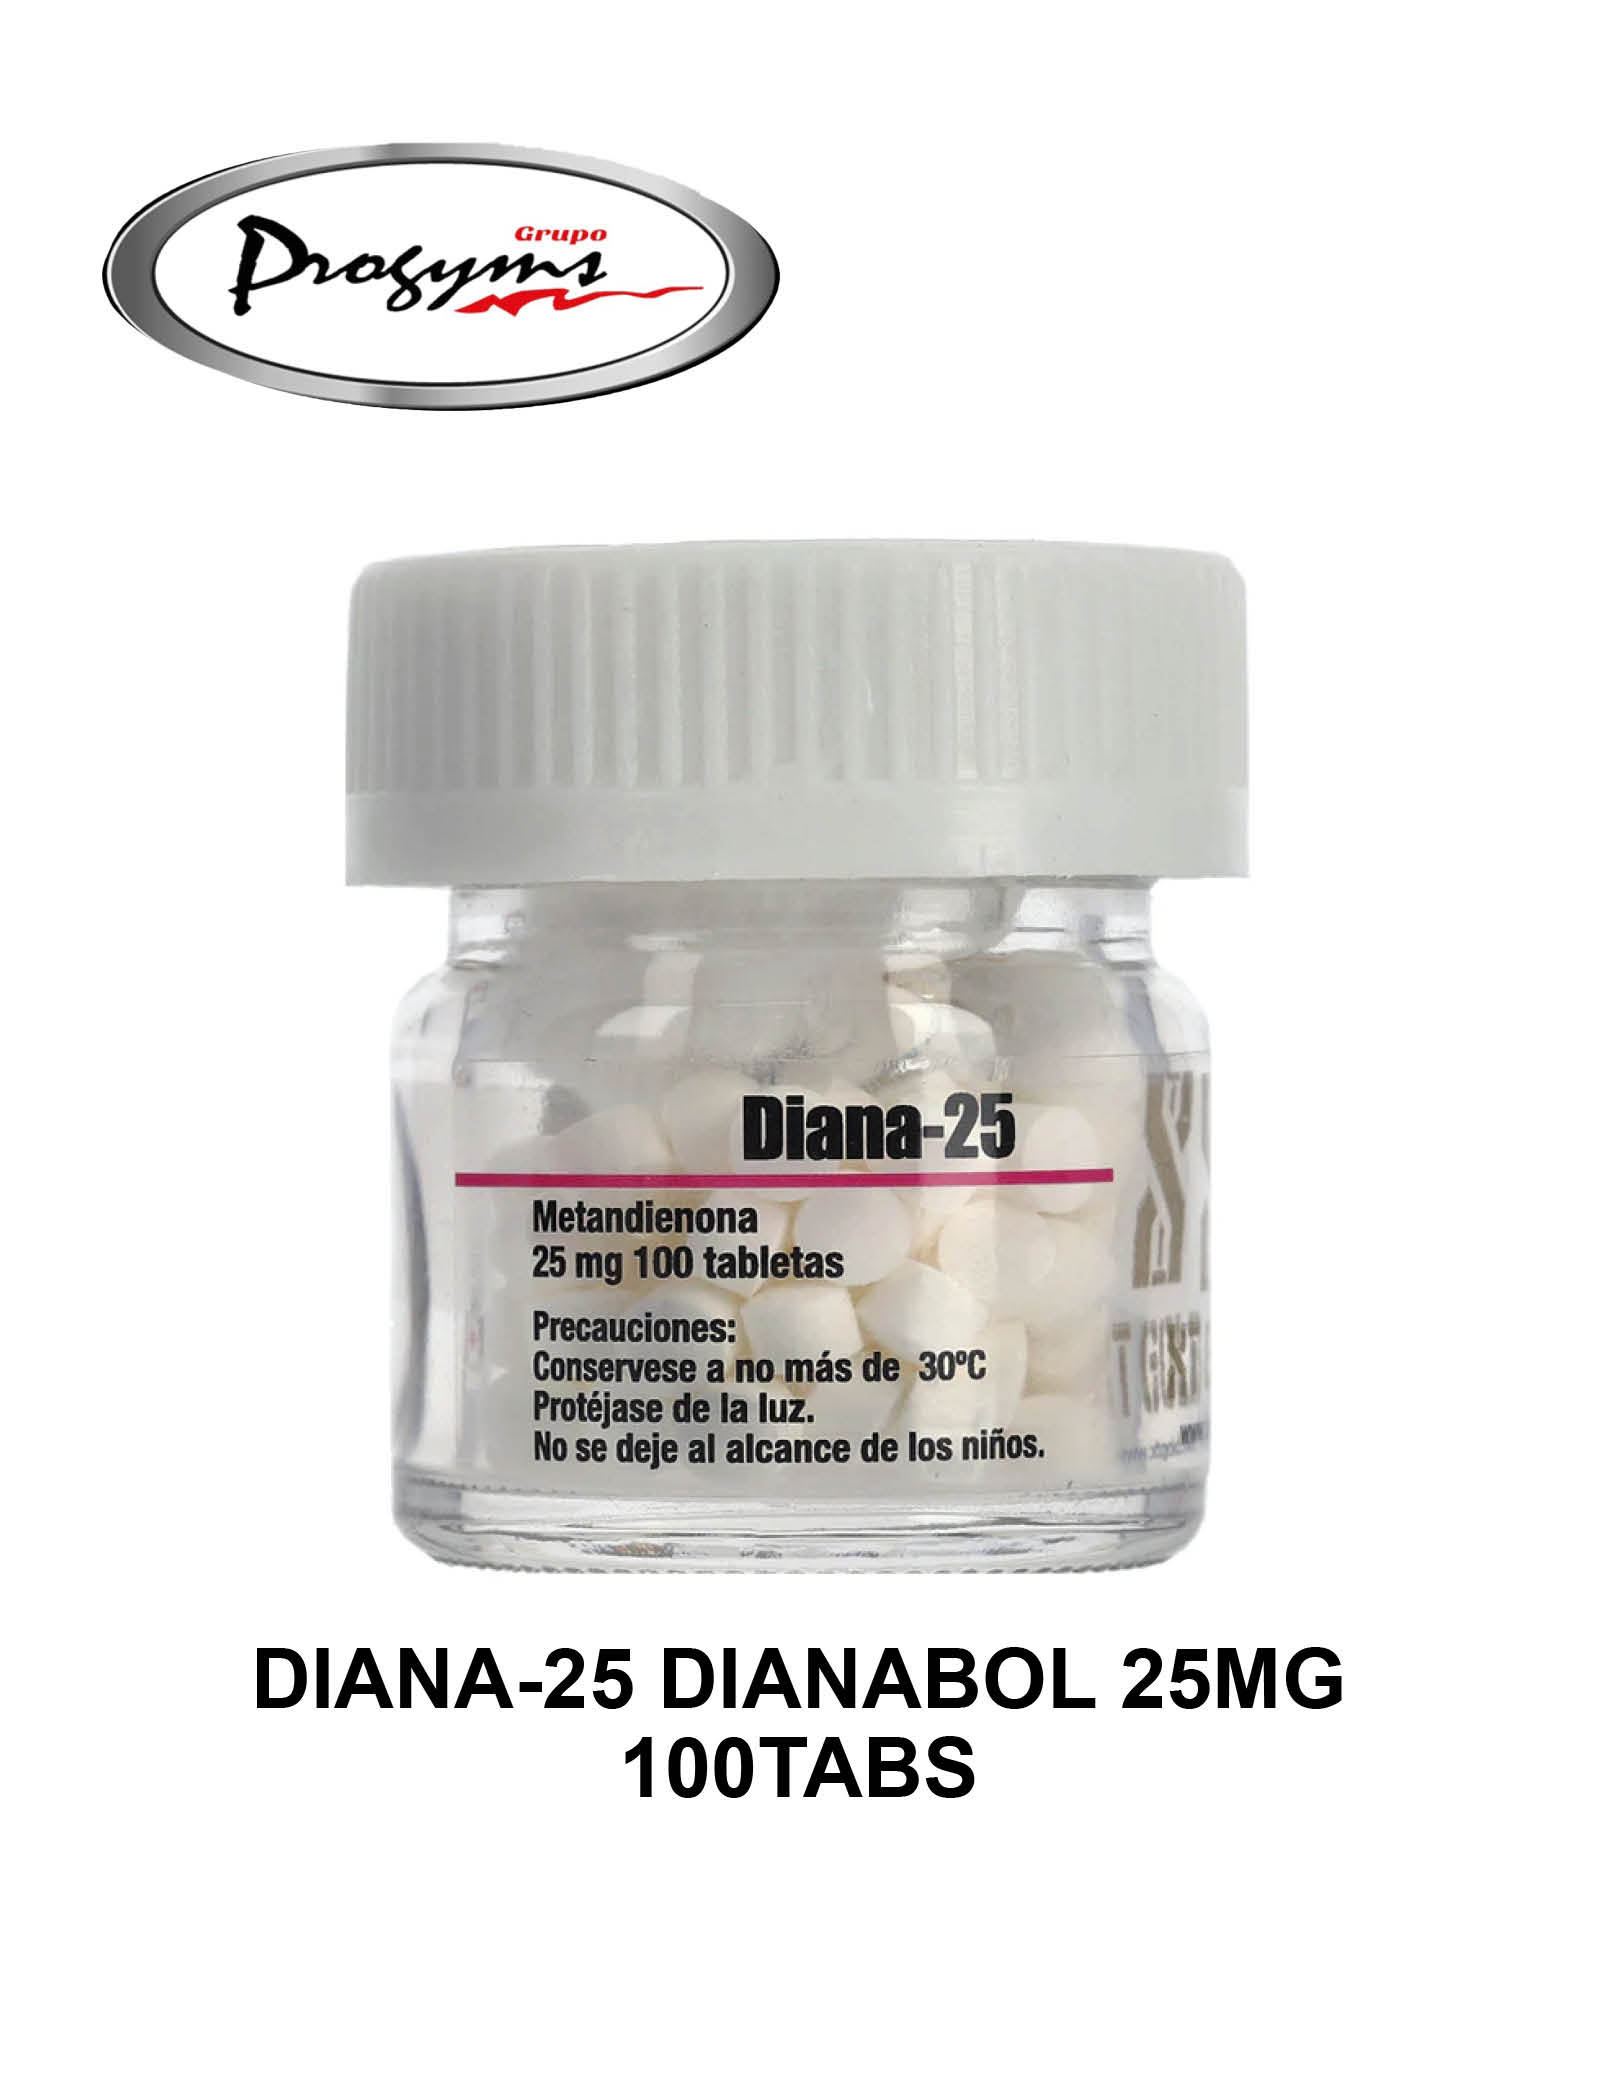 Grupo
Progyms
Diana-25
Metandienona
25 mg 100 tabletas
Precauciones:
Conservese a no más de 30ºC
Protéjase de la luz.
No se deje al alcance de los niños.
DIANA-25 DIANABOL 25MG
100TABS